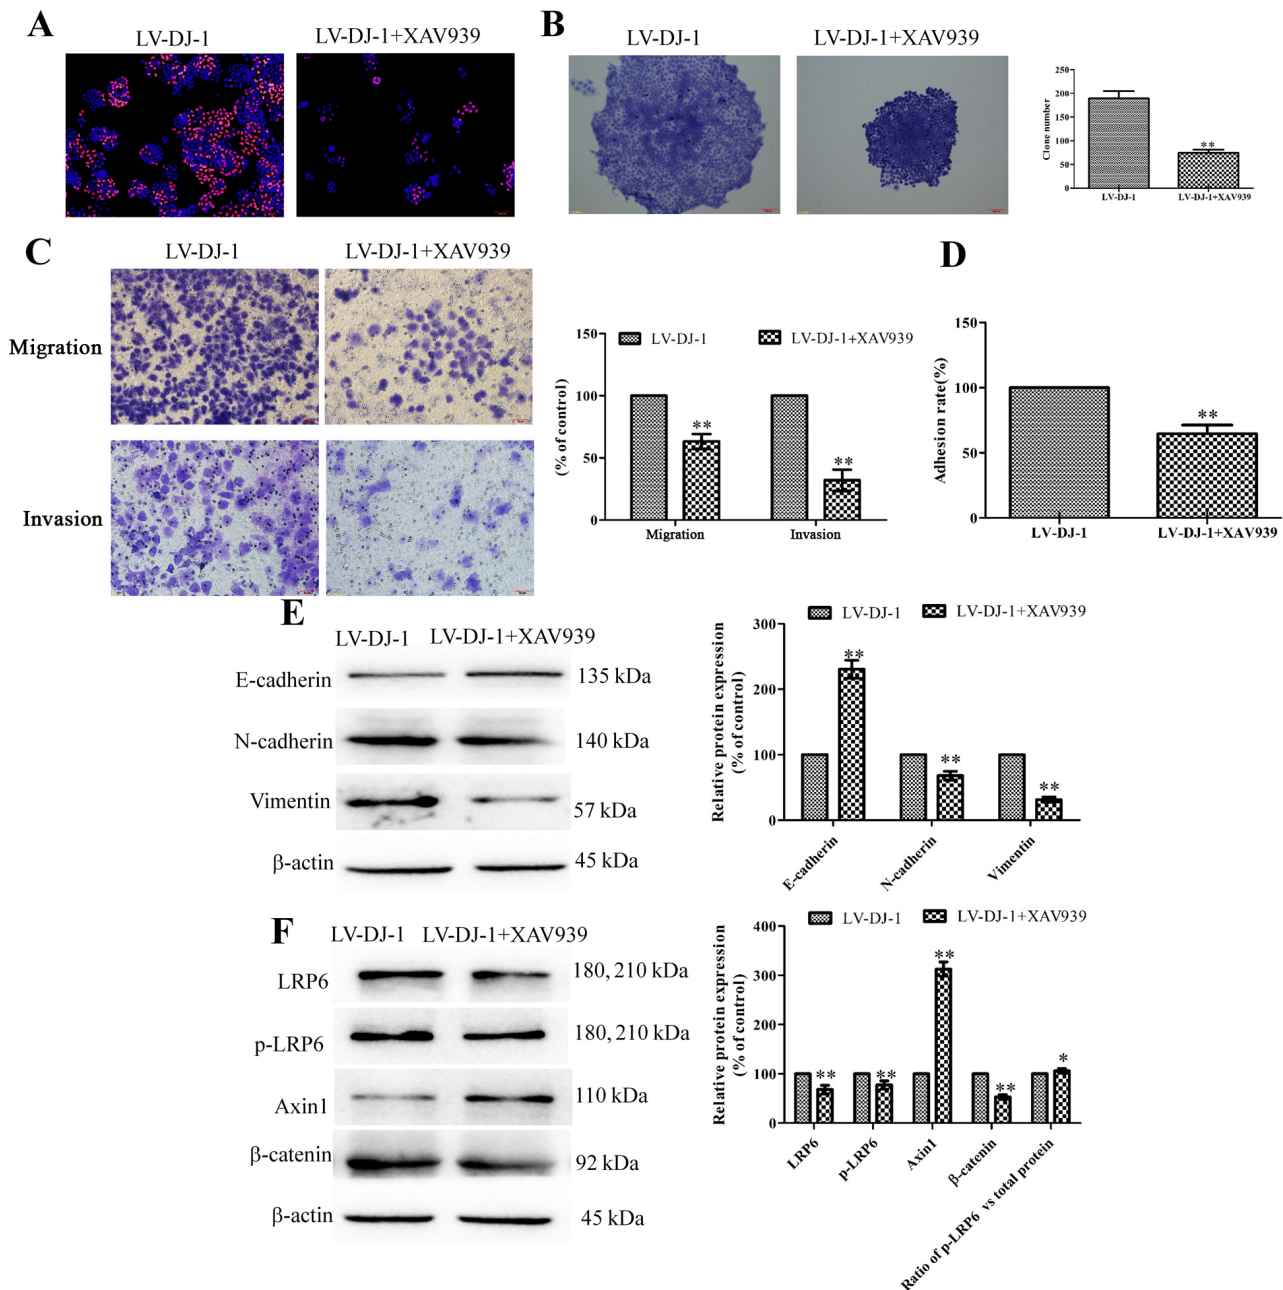 A
LV-DJ-1
LV-DJ-1+XAV939
B
LV-DJ-1
LV-DJ-1+XAV939
Clone number
250
200
150
100
50
0
**
LV-DJ-1
LV-DJ-1+XAV939
C
LV-DJ-1
LV-DJ-1+XAV939
Migration
Invasion
(% of control)
150
100
50
0
LV-DJ-1
LV-DJ-1+XAV939
**
**
Migration
Invasion
D
Adhesion rate(%)
150
100
50
0
**
LV-DJ-1
LV-DJ-1+XAV939
E
LV-DJ-1
LV-DJ-1+XAV939
E-cadherin
135 kDa
N-cadherin
140 kDa
Vimentin
57 kDa
β-actin
45 kDa
Relative protein expression
(% of control)
300
200
100
0
LV-DJ-1
LV-DJ-1+XAV939
**
**
**
E-cadherin
N-cadherin
Vimentin
F
LV-DJ-1
LV-DJ-1+XAV939
LRP6
180, 210 kDa
p-LRP6
180, 210 kDa
Axin1
110 kDa
β-catenin
92 kDa
β-actin
45 kDa
Relative protein expression
(% of control)
400
300
200
100
0
LV-DJ-1
LV-DJ-1+XAV939
**
**
**
**
*
LRP6
p-LRP6
Axin1
β-catenin
Ratio of p-LRP6 vs total protein